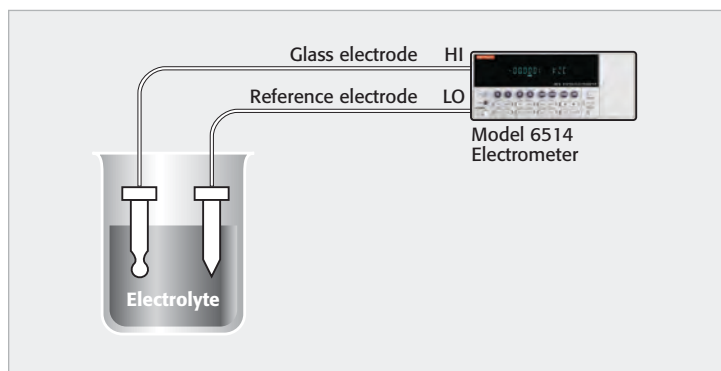 Glass electrode HI
Reference electrode LO
Model 6514
Electrometer
Electrolyte